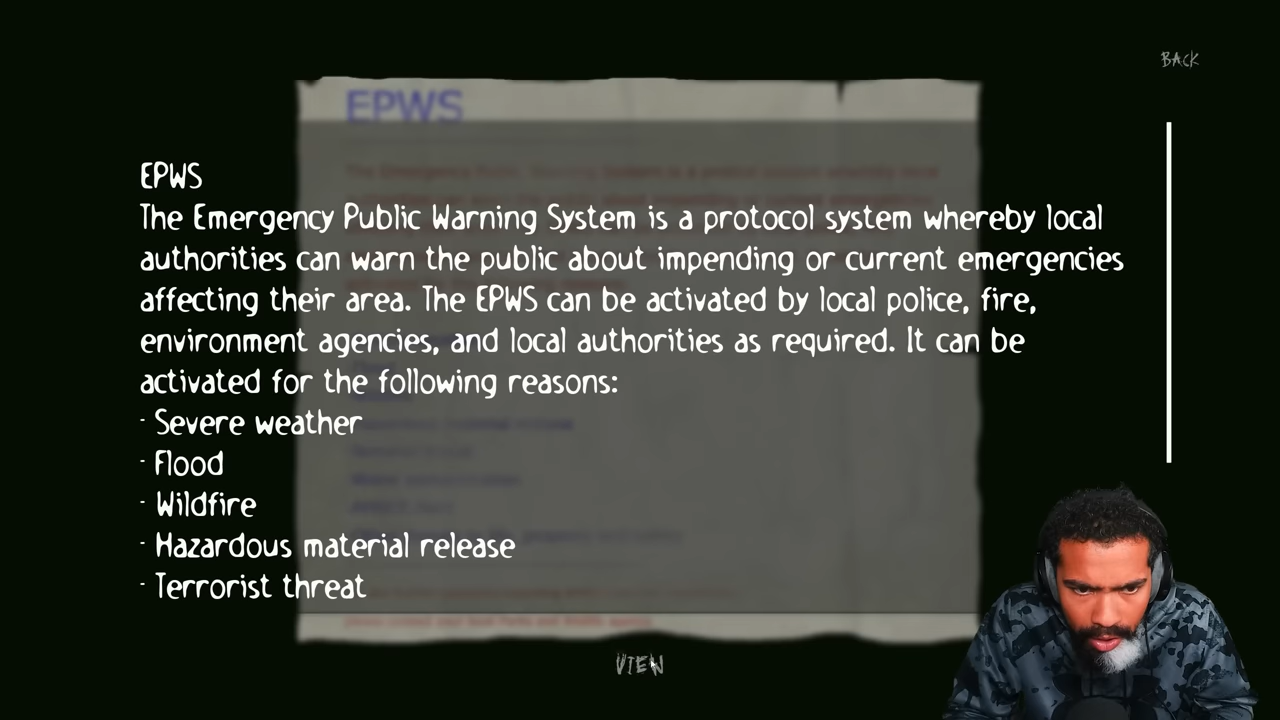 BACK
EPWS
EPWS
The Emergency Public Warning System is a protocol system whereby local
authorities can warn the public about impending or current emergencies
affecting their area. The EPWS can be activated by local police, fire,
environment agencies, and local authorities as required. It can be
activated for the following reasons:
- Severe weather
- Flood
- Wildfire
- Hazardous material release
- Terrorist threat
VIEW